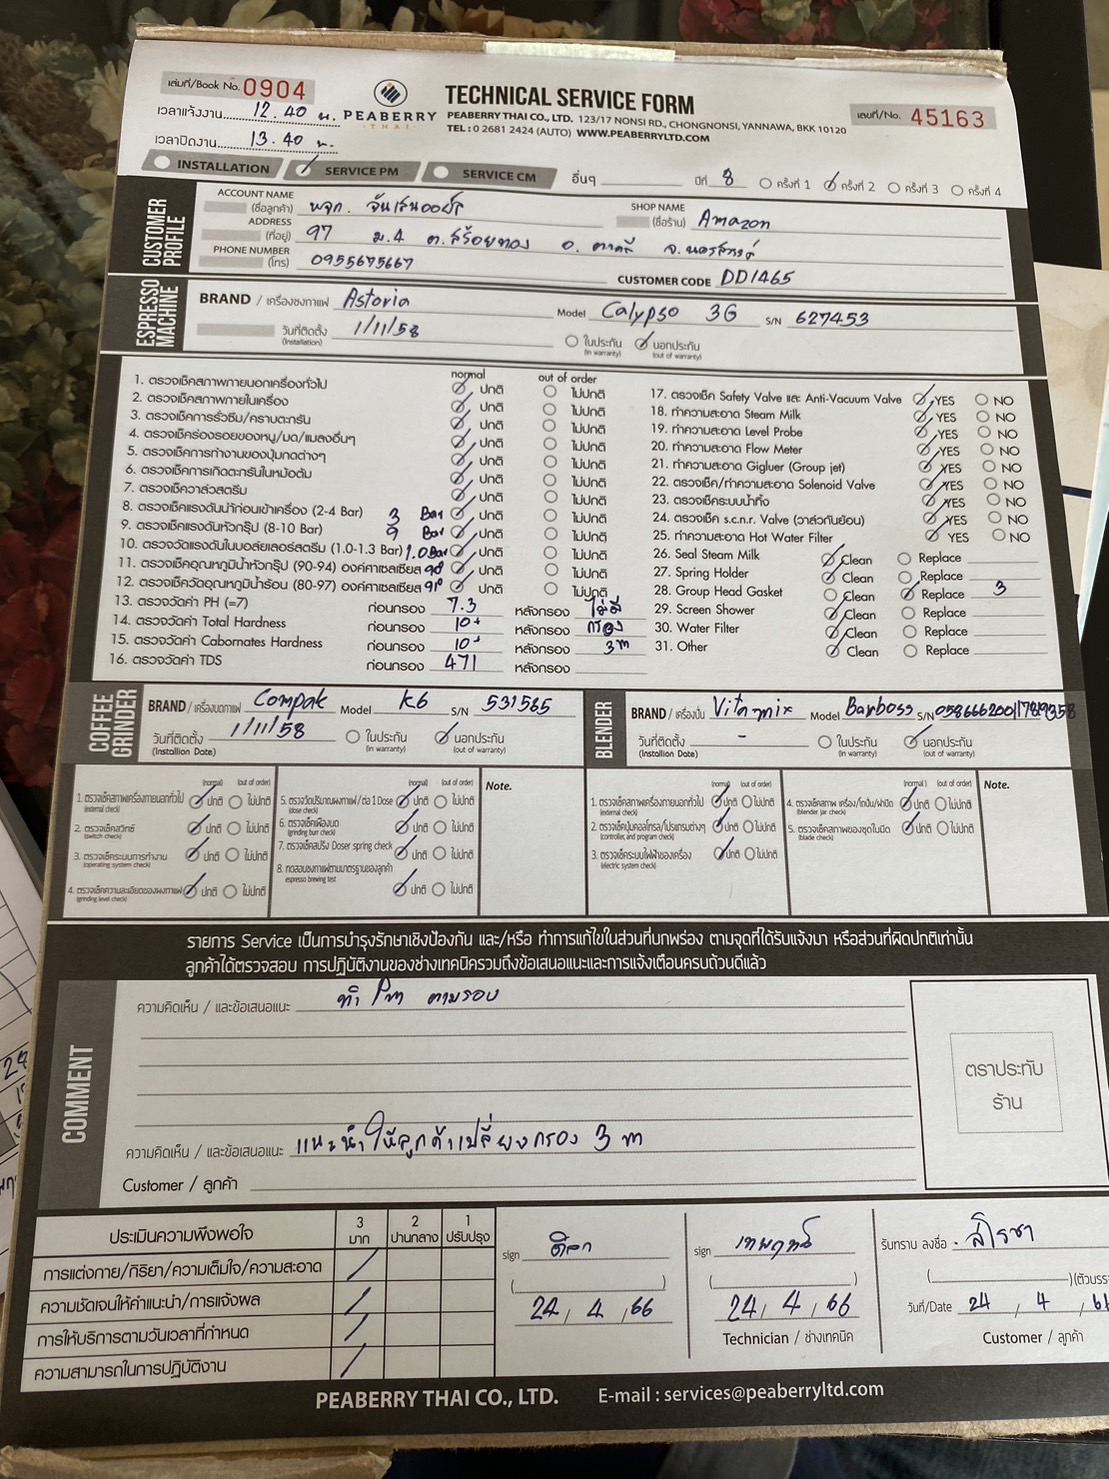 เล่มที่/Book No. 0904
PEABERRY
THAI
TECHNICAL SERVICE FORM
PEABERRY THAI CO., LTD. 123/17 NONSI RD., CHONGNONSI, YANNAWA, BKK 10120
TEL : 0 2681 2424 (AUTO) WWW.PEABERRYLTD.COM
เลขที่/No. 45163
เวลาแจ้งงาน 12.40 น.
เวลาปิดงาน 13.40 น.
INSTALLATION SERVICE PM SERVICE CM อื่นๆ ปีที่ 8 ครั้งที่ 1 ครั้งที่ 2 ครั้งที่ 3 ครั้งที่ 4
CUSTOMER PROFILE
ACCOUNT NAME (ชื่อลูกค้า) หจก. จันเสนออยล์ SHOP NAME (ชื่อร้าน) Amazon
ADDRESS (ที่อยู่) 97 ม.4 ต.สร้อยทอง อ. ตาคลี จ.นครสวรรค์
PHONE NUMBER (โทร) 0955675667 CUSTOMER CODE DD1465
ESPRESSO MACHINE
BRAND / เครื่องชงกาแฟ Astoria Model Calypso 3G S/N 627453
วันที่ติดตั้ง (Installation) 1/11/58 ในประกัน (in warranty) นอกประกัน (out of warranty)
normal out of order
1. ตรวจเช็คสภาพภายนอกเครื่องทั่วไป ปกติ ไม่ปกติ
2. ตรวจเช็คสภาพภายในเครื่อง ปกติ ไม่ปกติ
3. ตรวจเช็คการรั่วซึม/คราบตะกรัน ปกติ ไม่ปกติ
4. ตรวจเช็คร่องรอยของหนู/มด/แมลงอื่นๆ ปกติ ไม่ปกติ
5. ตรวจเช็คการทำงานของปุ่มกดต่างๆ ปกติ ไม่ปกติ
6. ตรวจเช็คการเกิดตะกรันในหม้อต้ม ปกติ ไม่ปกติ
7. ตรวจเช็ควาล์วสตรีม ปกติ ไม่ปกติ
8. ตรวจเช็คแรงดันน้ำก่อนเข้าเครื่อง (2-4 Bar) 3 Bar ปกติ ไม่ปกติ
9. ตรวจเช็คแรงดันหัวกรุ๊ป (8-10 Bar) 9 Bar ปกติ ไม่ปกติ
10. ตรวจวัดแรงดันในบอล์ยเลอร์สตรีม (1.0-1.3 Bar) 1.0 Bar ปกติ ไม่ปกติ
11. ตรวจเช็คอุณหภูมิน้ำหัวกรุ๊ป (90-94) องศาเซลเซียส 90° ปกติ ไม่ปกติ
12. ตรวจเช็ควัดอุณหภูมิน้ำร้อน (80-97) องศาเซลเซียส 91° ปกติ ไม่ปกติ
13. ตรวจวัดค่า PH (=7) ก่อนกรอง 7.3 หลังกรอง ไม่มี
14. ตรวจวัดค่า Total Hardness ก่อนกรอง 10+ หลังกรอง กรอง
15. ตรวจวัดค่า Cabornates Hardness ก่อนกรอง 10+ หลังกรอง 3m
16. ตรวจวัดค่า TDS ก่อนกรอง 471 หลังกรอง
17. ตรวจเช็ค Safety Valve และ Anti-Vacuum Valve YES NO
18. ทำความสะอาด Steam Milk YES NO
19. ทำความสะอาด Level Probe YES NO
20. ทำความสะอาด Flow Meter YES NO
21. ทำความสะอาด Gigluer (Group jet) YES NO
22. ตรวจเช็ค/ทำความสะอาด Solenoid Valve YES NO
23. ตรวจเช็คระบบน้ำทิ้ง YES NO
24. ตรวจเช็ค s.c.n.r. Valve (วาล์วกันย้อน) YES NO
25. ทำความสะอาด Hot Water Filter YES NO
26. Seal Steam Milk Clean Replace
27. Spring Holder Clean Replace
28. Group Head Gasket Clean Replace 3
29. Screen Shower Clean Replace
30. Water Filter Clean Replace
31. Other Clean Replace
COFFEE GRINDER
BRAND / เครื่องบดกาแฟ Compak Model K6 S/N 531565
วันที่ติดตั้ง (Installion Date) 1/11/58 ในประกัน (in warranty) นอกประกัน (out of warranty)
BLENDER
BRAND / เครื่องปั่น Vitamix Model Barboss S/N
วันที่ติดตั้ง (Installion Date) - ในประกัน (in warranty) นอกประกัน (out of warranty)
(normal) (out of order)
1. ตรวจเช็คสภาพเครื่องภายนอกทั่วไป (external check) ปกติ ไม่ปกติ
2. ตรวจเช็คสวิทช์ (switch check) ปกติ ไม่ปกติ
3. ตรวจเช็คระบบการทำงาน (operating system check) ปกติ ไม่ปกติ
4. ตรวจเช็คความละเอียดของผงกาแฟ (grinding level check) ปกติ ไม่ปกติ
(normal) (out of order)
5. ตรวจวัดปริมาณผงกาแฟ/ต่อ 1 Dose (dose check) ปกติ ไม่ปกติ
6. ตรวจเช็คเฟืองบด (grinding burr check) ปกติ ไม่ปกติ
7. ตรวจเช็คสปริง Doser spring check ปกติ ไม่ปกติ
8. ทดสอบชงกาแฟตามมาตรฐานของลูกค้า espresso brewing test ปกติ ไม่ปกติ
Note.
(normal) (out of order)
1. ตรวจเช็คสภาพเครื่องภายนอกทั่วไป (external check) ปกติ ไม่ปกติ
2. ตรวจเช็คปุ่มคอลโทรล/โปรแกรมต่างๆ (controller, and program check) ปกติ ไม่ปกติ
3. ตรวจเช็คระบบไฟฟ้าของเครื่อง (electric system check) ปกติ ไม่ปกติ
(normal) (out of order)
4. ตรวจเช็คสภาพ เครื่อง/โถปั่น/ฝาปิด (blender jar check) ปกติ ไม่ปกติ
5. ตรวจเช็คสภาพของชุดใบมีด (blade check) ปกติ ไม่ปกติ
Note.
รายการ Service เป็นการบำรุงรักษาเชิงป้องกัน และ/หรือ ทำการแก้ไขในส่วนที่บกพร่อง ตามจุดที่ได้รับแจ้งมา หรือส่วนที่ผิดปกติเท่านั้น
ลูกค้าได้ตรวจสอบ การปฏิบัติงานของช่างเทคนิครวมถึงข้อเสนอแนะและการแจ้งเตือนครบถ้วนดีแล้ว
COMMENT
ความคิดเห็น / และข้อเสนอแนะ ทำ Pm ตามรอบ
ตราประทับ
ร้าน
ความคิดเห็น / และข้อเสนอแนะ แนะนำให้ลูกค้าเปลี่ยนกรอง 3 m
Customer / ลูกค้า
ประเมินความพึงพอใจ 3 มาก 2 ปานกลาง 1 ปรับปรุง
การแต่งกาย/กิริยา/ความเต็มใจ/ความสะอาด /
ความชัดเจนให้คำแนะนำ/การแจ้งผล /
การให้บริการตามวันเวลาที่กำหนด /
ความสามารถในการปฏิบัติงาน /
sign ดิลก
24 / 4 / 66
sign เทพฤทธิ์
24 / 4 / 66
Technician / ช่างเทคนิค
รับทราบ ลงชื่อ สโรชา
(ตัวบรร
วันที่/Date 24 / 4 / 66
Customer / ลูกค้า
PEABERRY THAI CO., LTD. E-mail : services@peaberryltd.com